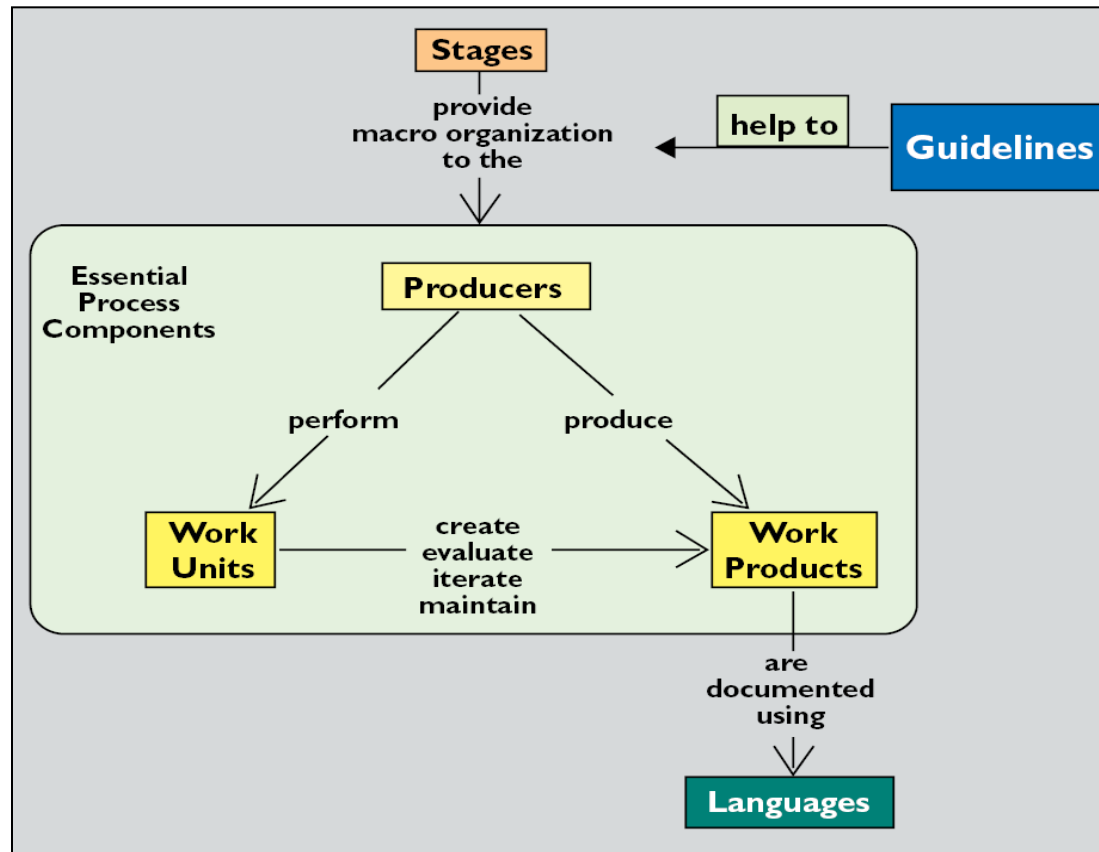 Stages
provide
macro organization
to the
help to
Guidelines
Essential
Process
Components
Producers
perform
produce
Work
Units
create
evaluate
iterate
maintain
Work
Products
are
documented
using
Languages